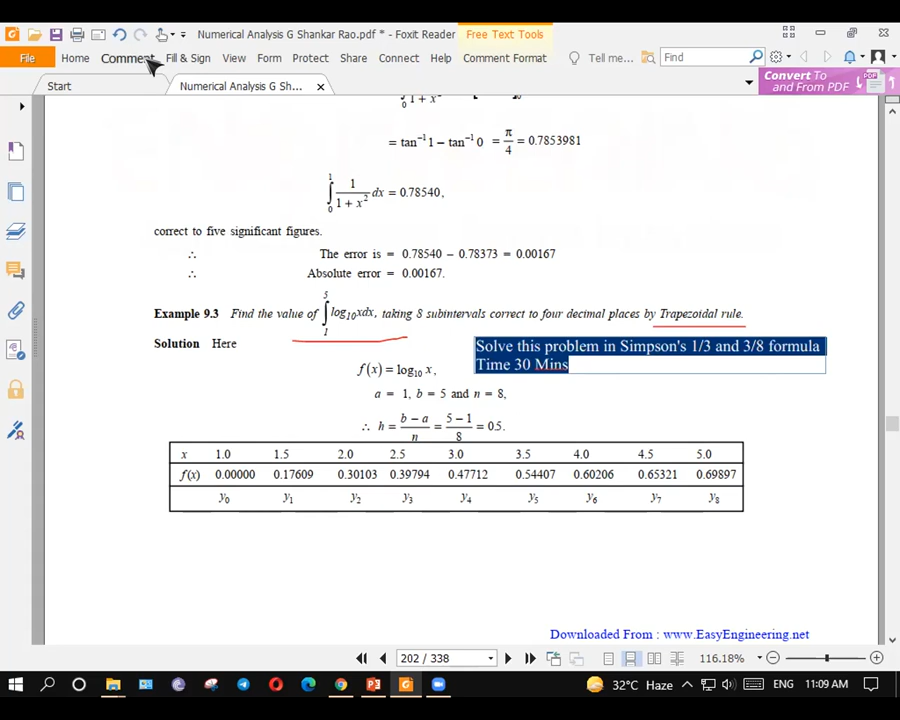 Numerical Analysis G Shankar Rao.pdf * - Foxit Reader
Free Text Tools
File Home Comment Fill & Sign View Form Protect Share Connect Help Comment Format Tell me... Find
Start Numerical Analysis G Sh... Convert To
and From PDF
PDF
= tan⁻¹ 1 − tan⁻¹ 0 = π/4 = 0.7853981
∫₀¹ 1/(1 + x²) dx = 0.78540,
correct to five significant figures.
∴ The error is = 0.78540 − 0.78373 = 0.00167
∴ Absolute error = 0.00167.
Example 9.3 Find the value of ∫₁⁵ log₁₀xdx, taking 8 subintervals correct to four decimal places by Trapezoidal rule.
Solution Here
Solve this problem in Simpson's 1/3 and 3/8 formula
Time 30 Mins
f(x) = log₁₀ x,
a = 1, b = 5 and n = 8,
∴ h = (b − a)/n = (5 − 1)/8 = 0.5.
x 1.0 1.5 2.0 2.5 3.0 3.5 4.0 4.5 5.0
f(x) 0.00000 0.17609 0.30103 0.39794 0.47712 0.54407 0.60206 0.65321 0.69897
y₀ y₁ y₂ y₃ y₄ y₅ y₆ y₇ y₈
Downloaded From : www.EasyEngineering.net
202 / 338 116.18%
32°C Haze ENG 11:09 AM